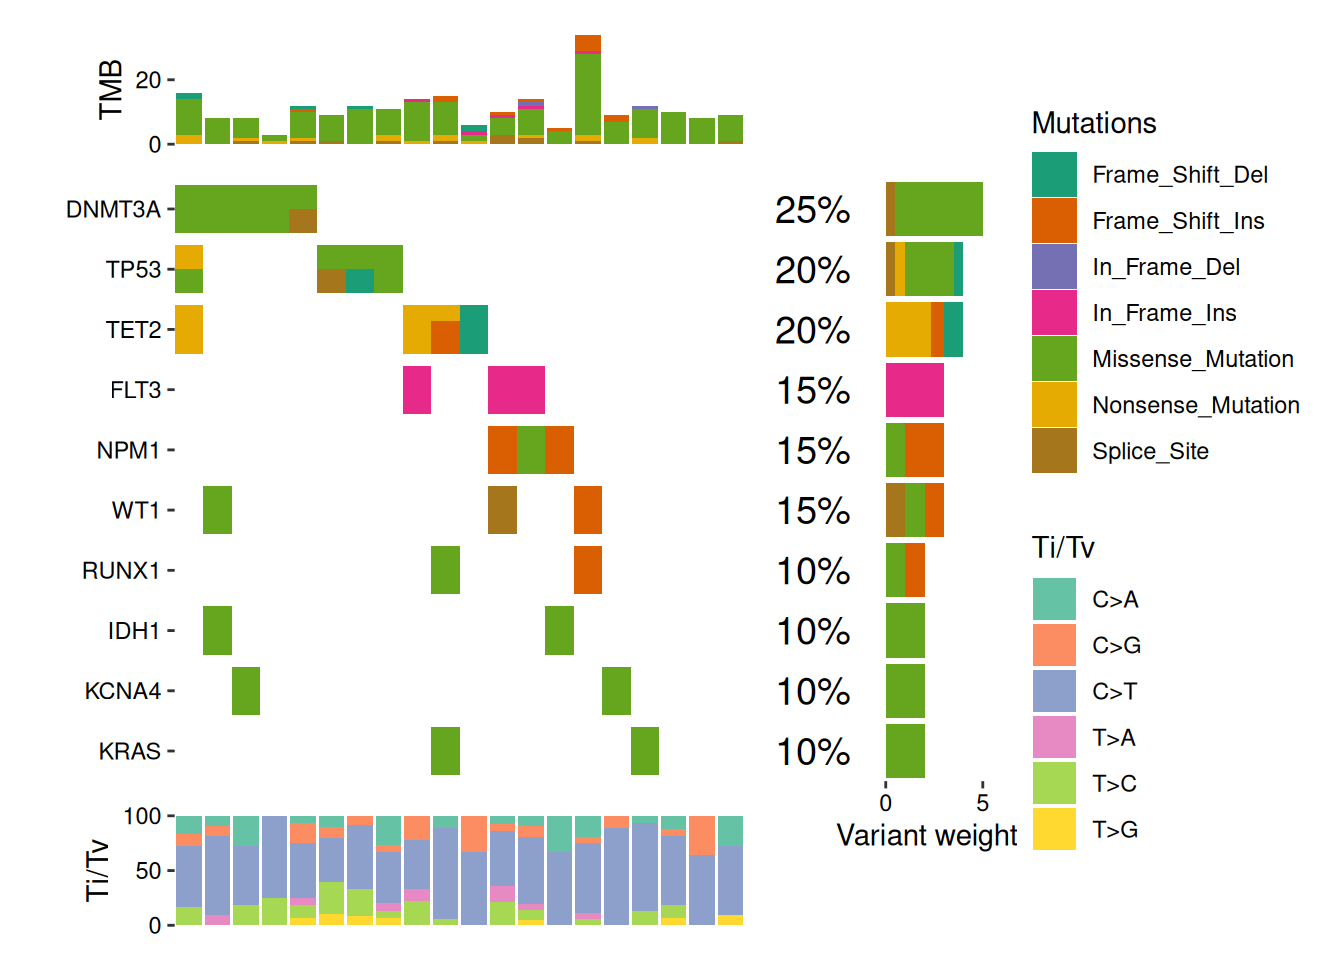 TMB
20
0
DNMT3A
25%
TP53
20%
TET2
20%
FLT3
15%
NPM1
15%
WT1
15%
RUNX1
10%
IDH1
10%
KCNA4
10%
KRAS
10%
0
5
Variant weight
Ti/Tv
100
50
0
Mutations
Frame_Shift_Del
Frame_Shift_Ins
In_Frame_Del
In_Frame_Ins
Missense_Mutation
Nonsense_Mutation
Splice_Site
Ti/Tv
C>A
C>G
C>T
T>A
T>C
T>G